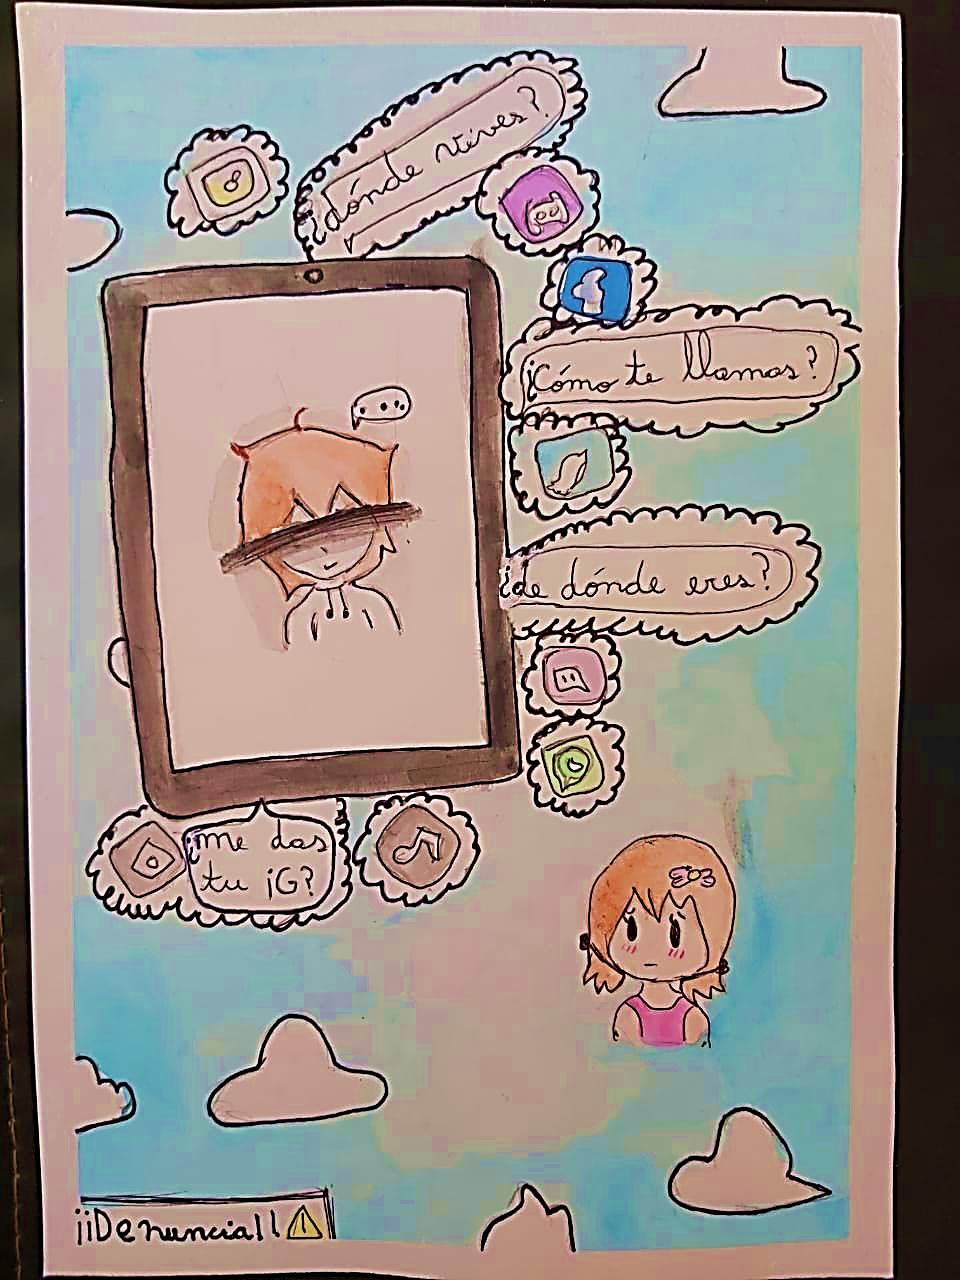 ¿dónde vives?
¿Cómo te llamas?
¿de dónde eres?
¿me das
tu iG?
¡¡Denuncia!!